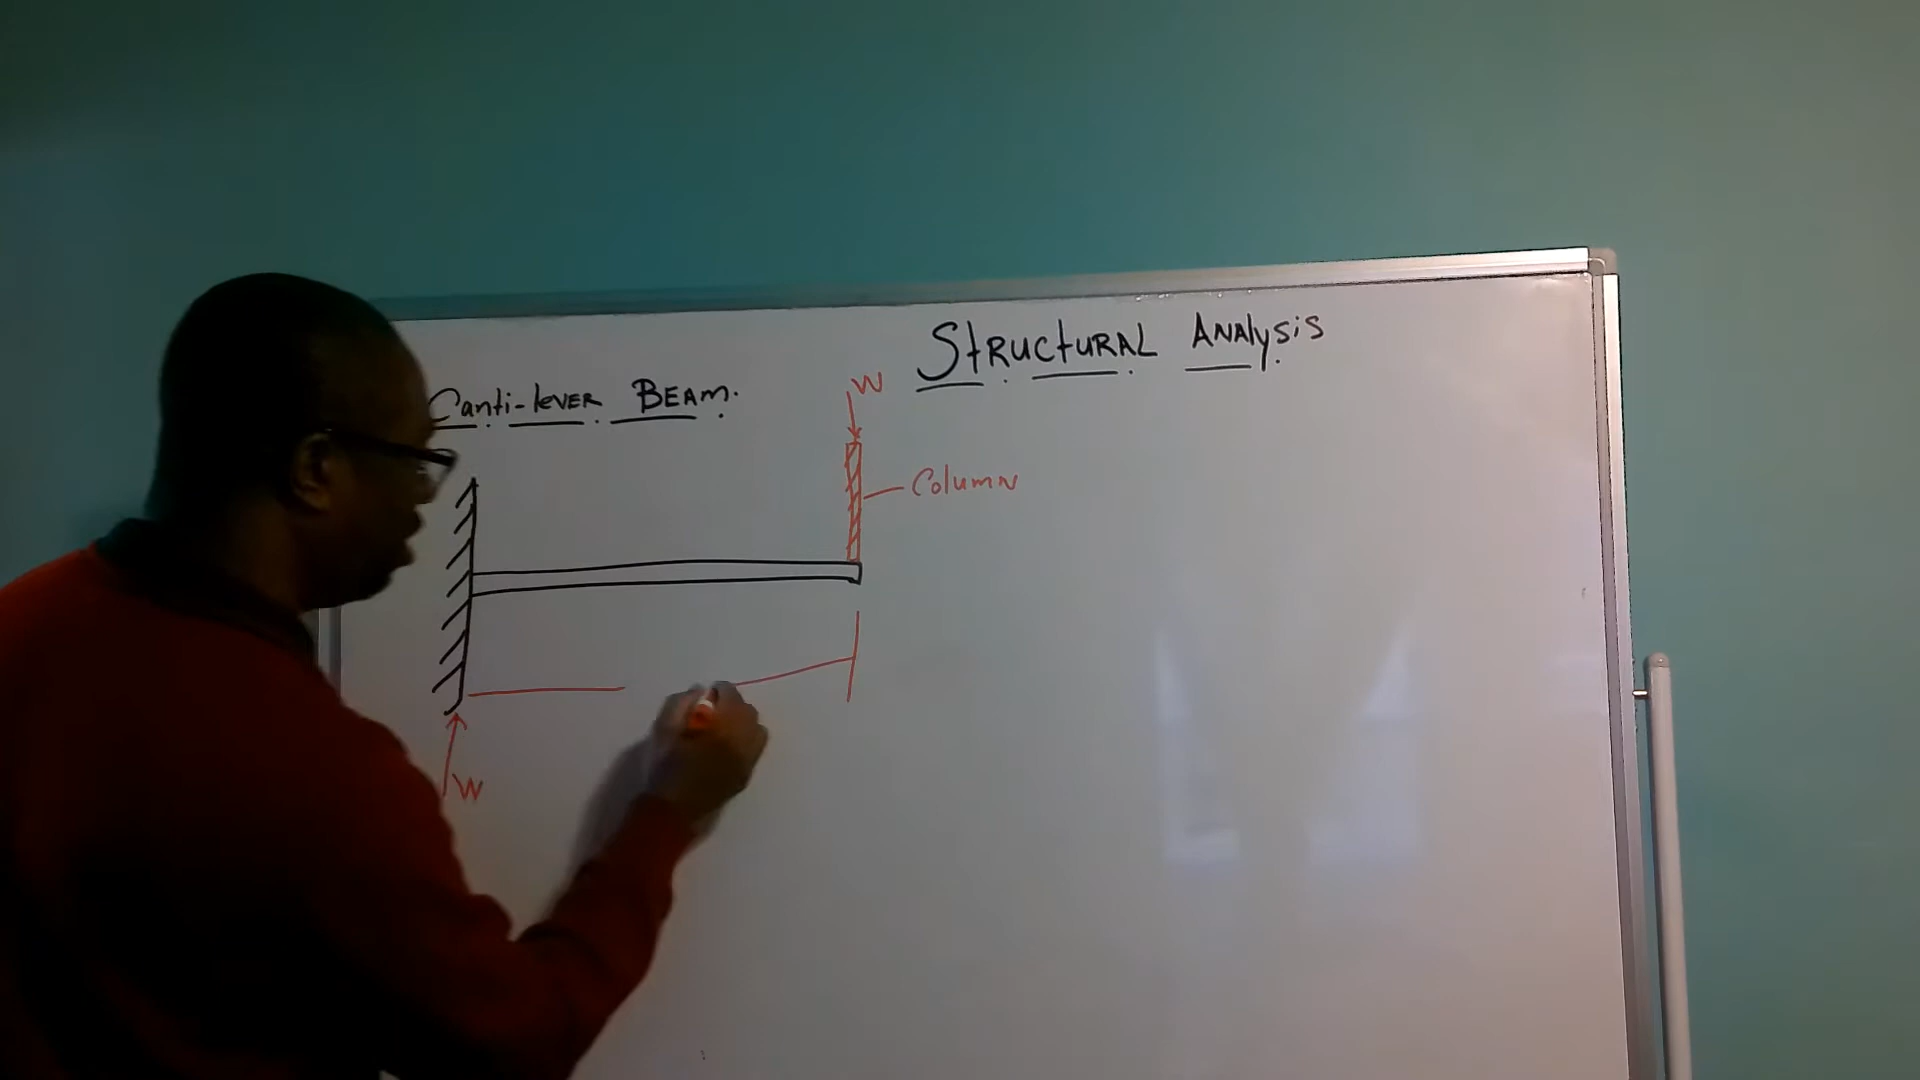 Structural Analysis
Canti-lever Beam.
W
Column
W